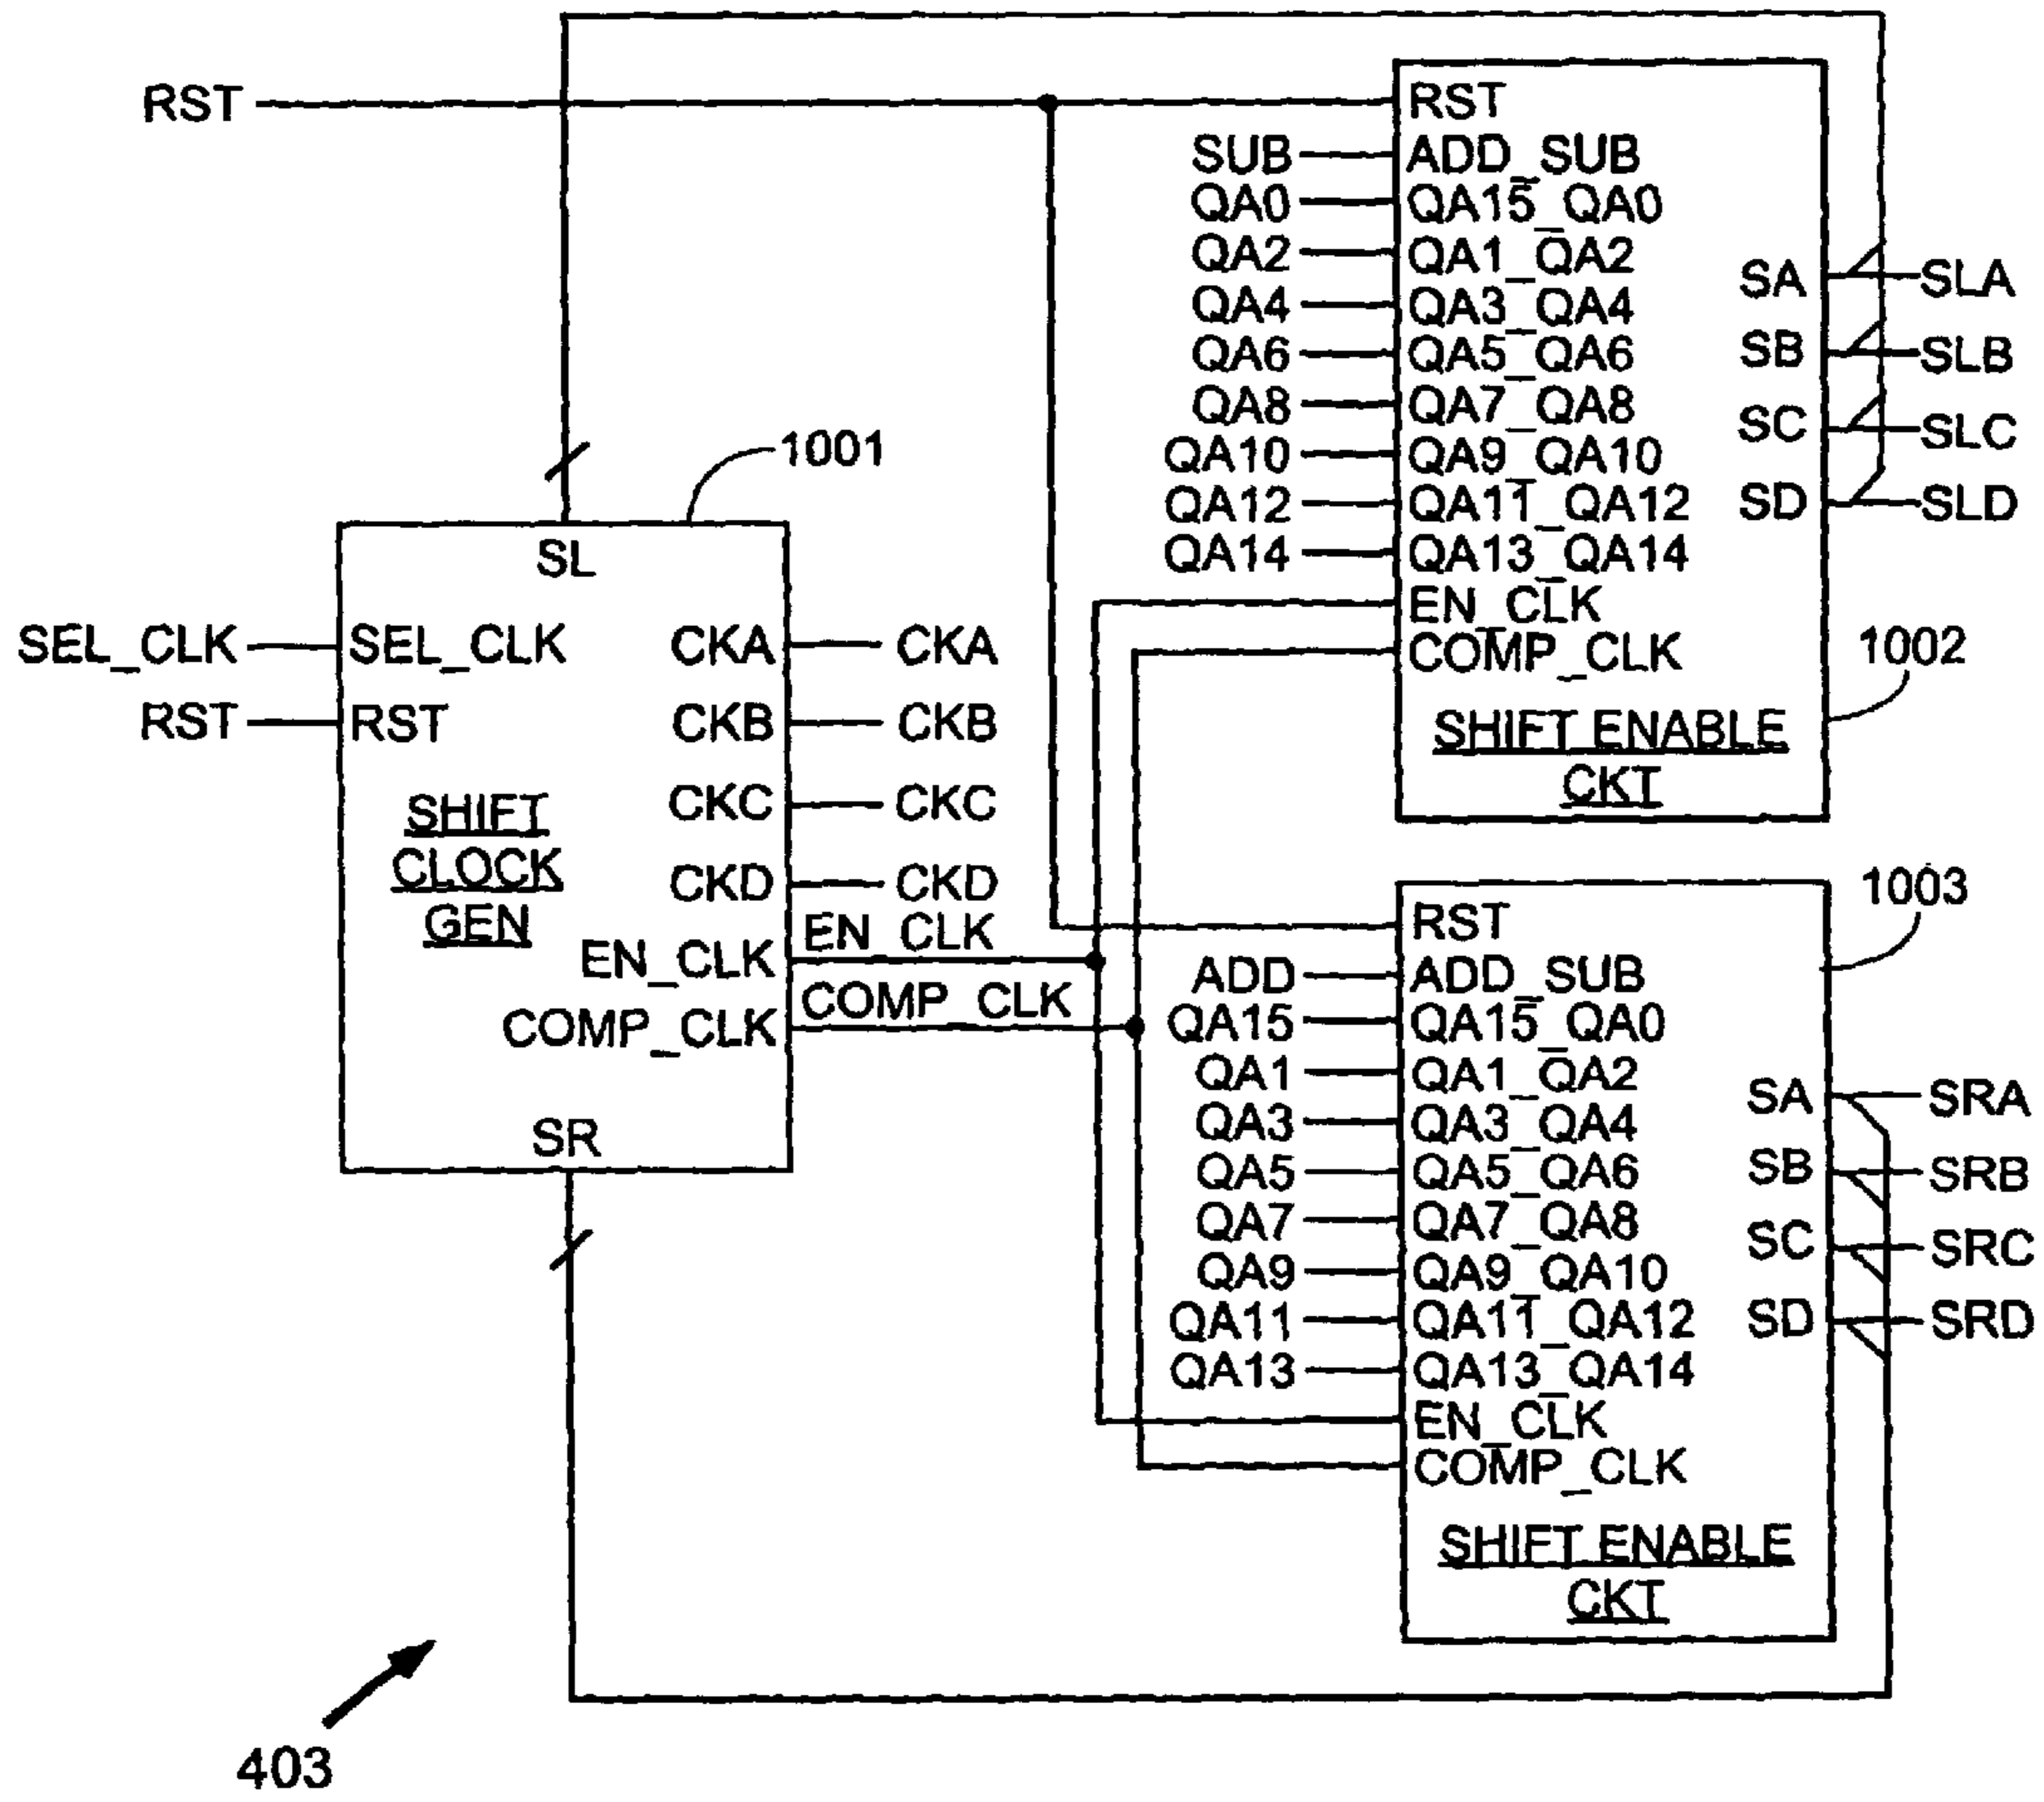 RST
1001
SL
SEL_CLK
SEL_CLK
RST
RST
CKA
CKA
CKB
CKB
CKC
CKC
CKD
CKD
SHIFT
CLOCK
GEN
EN_CLK
EN_CLK
COMP_CLK
COMP_CLK
SR
RST
SUB
ADD_SUB
QA0
QA15_QA0
QA2
QA1_QA2
QA4
QA3_QA4
QA6
QA5_QA6
QA8
QA7_QA8
QA10
QA9_QA10
QA12
QA11_QA12
QA14
QA13_QA14
EN_CLK
COMP_CLK
SA
SLA
SB
SLB
SC
SLC
SD
SLD
SHIFT ENABLE
CKT
1002
1003
RST
ADD
ADD_SUB
QA15
QA15_QA0
QA1
QA1_QA2
QA3
QA3_QA4
QA5
QA5_QA6
QA7
QA7_QA8
QA9
QA9_QA10
QA11
QA11_QA12
QA13
QA13_QA14
EN_CLK
COMP_CLK
SA
SRA
SB
SRB
SC
SRC
SD
SRD
SHIFT ENABLE
CKT
403